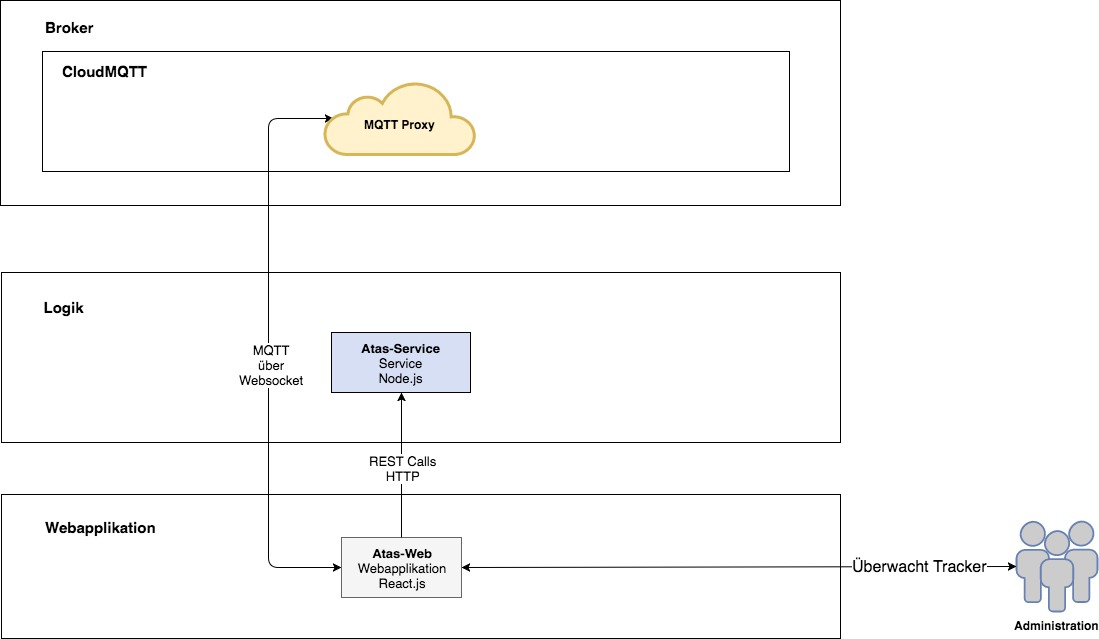 Broker
CloudMQTT
MQTT Proxy
Logik
MQTT
über
Websocket
Atas-Service
Service
Node.js
REST Calls
HTTP
Webapplikation
Atas-Web
Webapplikation
React.js
Überwacht Tracker
Administration